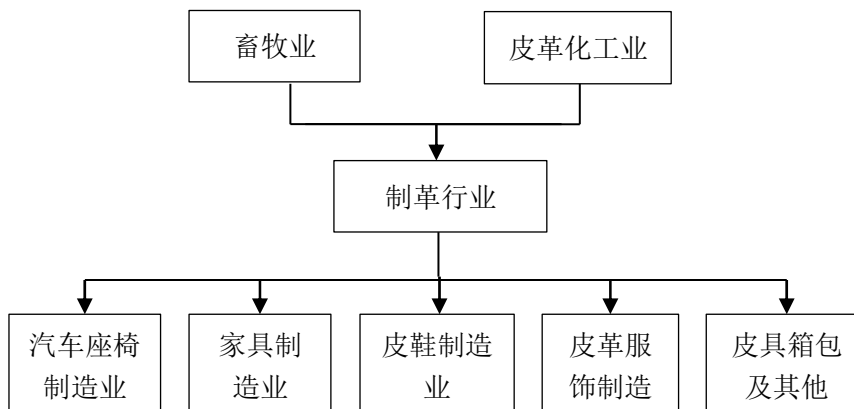 畜牧业
皮革化工业
制革行业
汽车座椅
制造业
家具制
造业
皮鞋制造
业
皮革服
饰制造
皮具箱包
及其他